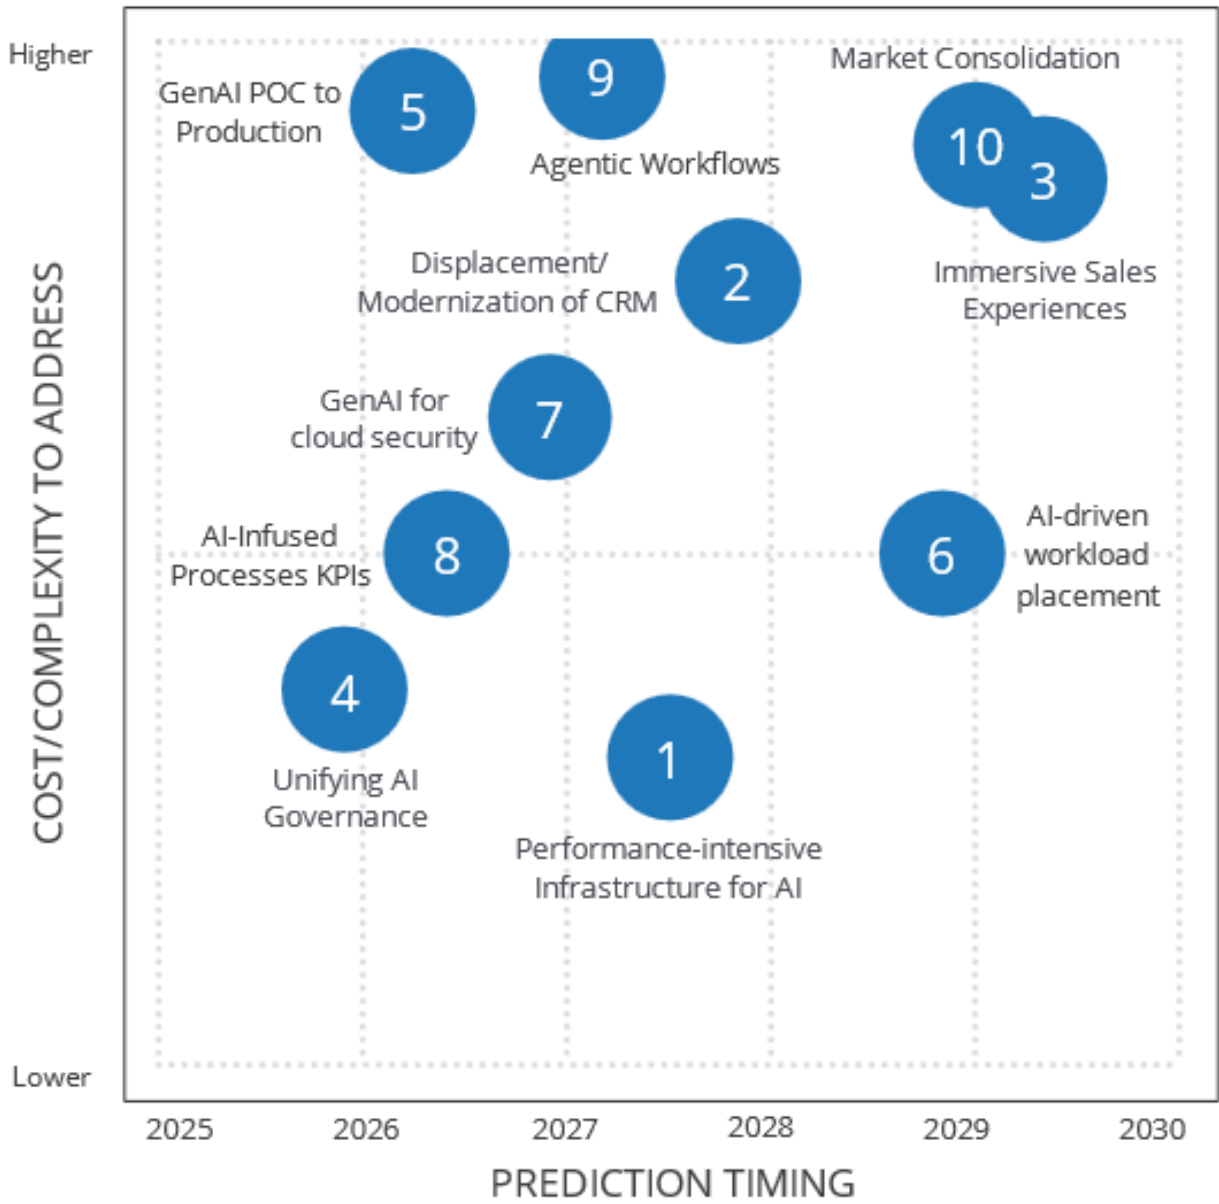 Higher
Market Consolidation
9
GenAI POC to
Production
5
10
Agentic Workflows
3
Displacement/
Modernization of CRM
2
Immersive Sales
Experiences
GenAI for
cloud security
7
COST/COMPLEXITY TO ADDRESS
AI-Infused
Processes KPIs
8
6
AI-driven
workload
placement
4
Unifying AI
Governance
1
Performance-intensive
Infrastructure for AI
Lower
2025 2026 2027 2028 2029 2030
PREDICTION TIMING